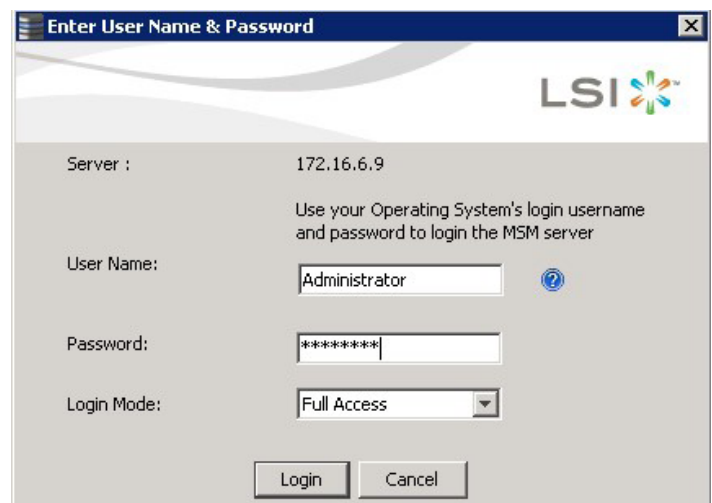 Enter User Name & Password
LSI™
Server : 172.16.6.9
Use your Operating System's login username
and password to login the MSM server
User Name: Administrator
Password: ********
Login Mode: Full Access
Login Cancel